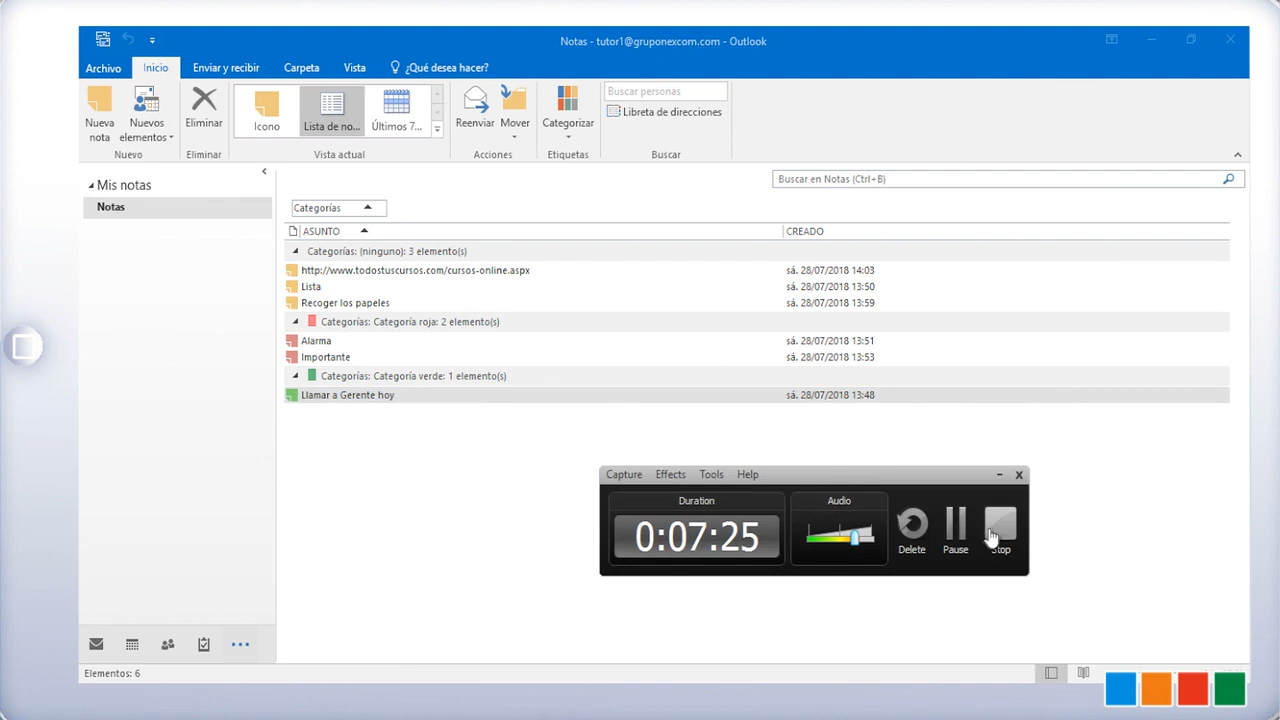 Notas - tutor1@gruponexcom.com - Outlook
Archivo Inicio Enviar y recibir Carpeta Vista ¿Qué desea hacer?
Nueva nota
Nuevos elementos
Eliminar
Icono
Lista de no...
Últimos 7...
Reenviar
Mover
Categorizar
Buscar personas
Libreta de direcciones
Nuevo Eliminar Vista actual Acciones Etiquetas Buscar
Mis notas
Notas
Buscar en Notas (Ctrl+B)
Categorías
ASUNTO CREADO
Categorías: (ninguno): 3 elemento(s)
http://www.todostuscursos.com/cursos-online.aspx sá. 28/07/2018 14:03
Lista sá. 28/07/2018 13:50
Recoger los papeles sá. 28/07/2018 13:59
Categorías: Categoría roja: 2 elemento(s)
Alarma sá. 28/07/2018 13:51
Importante sá. 28/07/2018 13:53
Categorías: Categoría verde: 1 elemento(s)
Llamar a Gerente hoy sá. 28/07/2018 13:48
Capture Effects Tools Help
Duration Audio
0:07:25
Delete Pause Stop
Elementos: 6